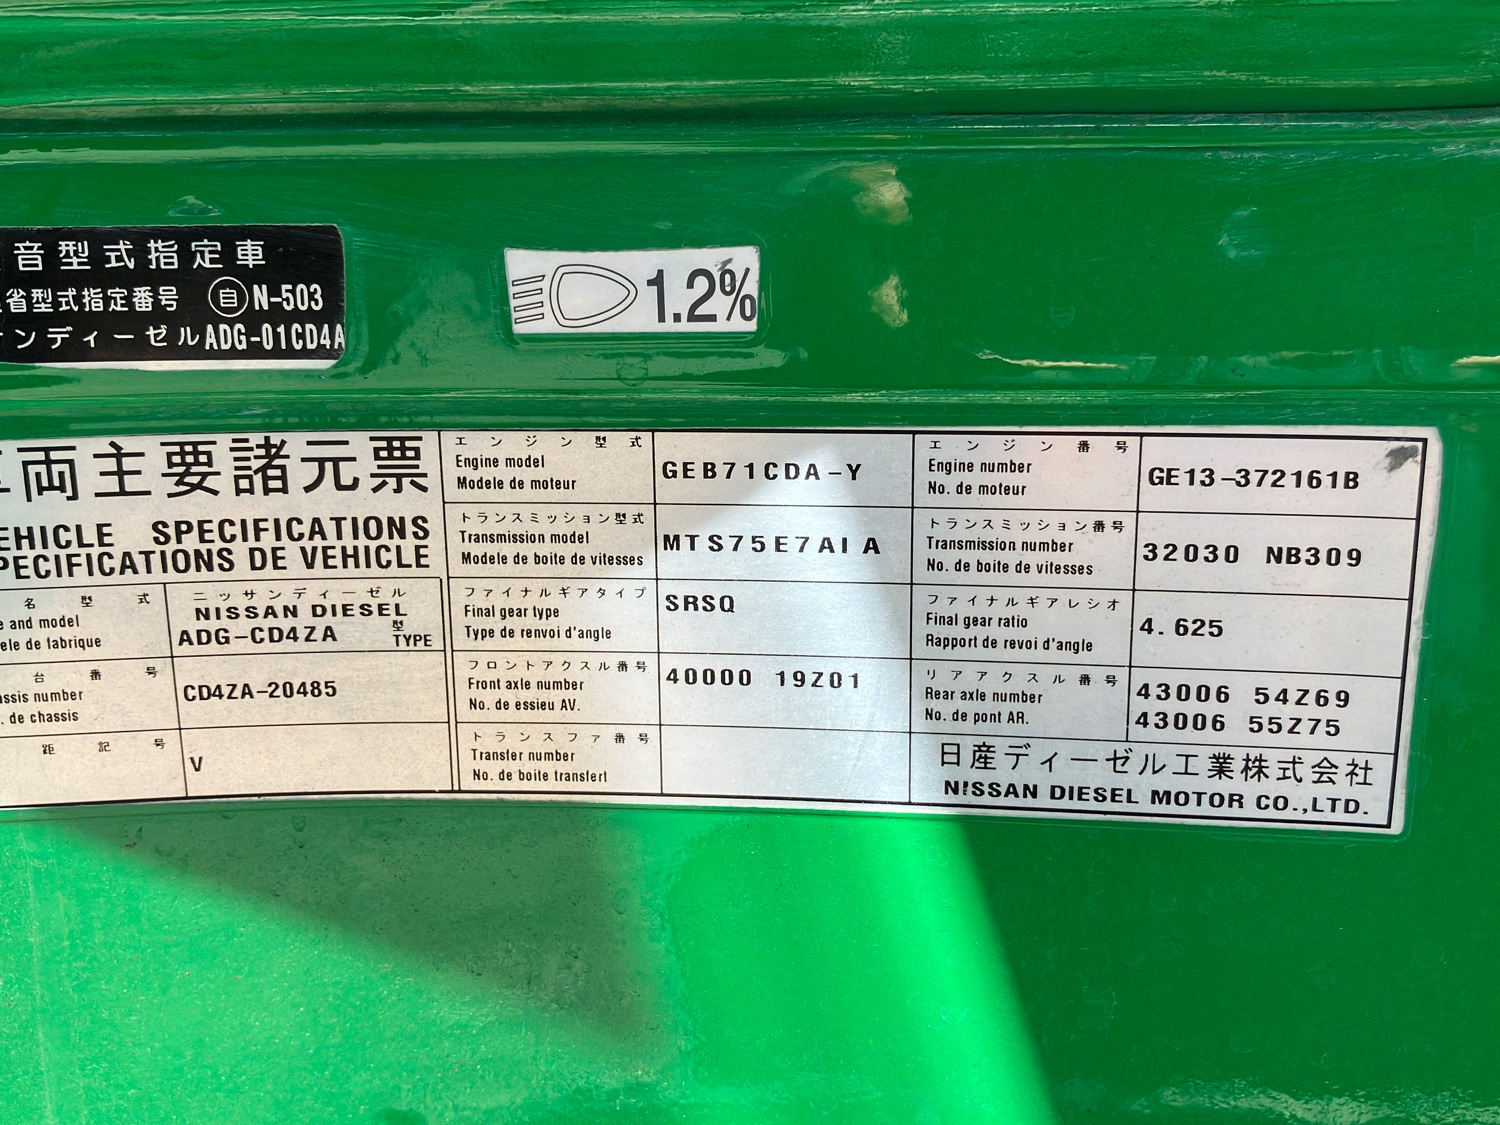 音型式指定車
省型式指定番号 自 N-503
ンディーゼル ADG-01CD4A
1.2%
両主要諸元票
EHICLE SPECIFICATIONS
PECIFICATIONS DE VEHICLE
名型式
e and model
ele de fabrique
ニッサンディーゼル
NISSAN DIESEL
ADG-CD4ZA 型
TYPE
台番号
assis number
. de chassis
CD4ZA-20485
距記号
V
エンジン型式
Engine model
Modele de moteur
GEB71CDA-Y
エンジン番号
Engine number
No. de moteur
GE13-372161B
トランスミッション型式
Transmission model
Modele de boite de vitesses
MTS75E7AIA
トランスミッション番号
Transmission number
No. de boite de vitesses
32030 NB309
ファイナルギアタイプ
Final gear type
Type de renvoi d'angle
SRSQ
ファイナルギアレシオ
Final gear ratio
Rapport de revoi d'angle
4.625
フロントアクスル番号
Front axle number
No. de essieu AV.
40000 19Z01
リアアクスル番号
Rear axle number
No. de pont AR.
43006 54Z69
43006 55Z75
トランスファ番号
Transfer number
No. de boite transfert
日産ディーゼル工業株式会社
NISSAN DIESEL MOTOR CO.,LTD.